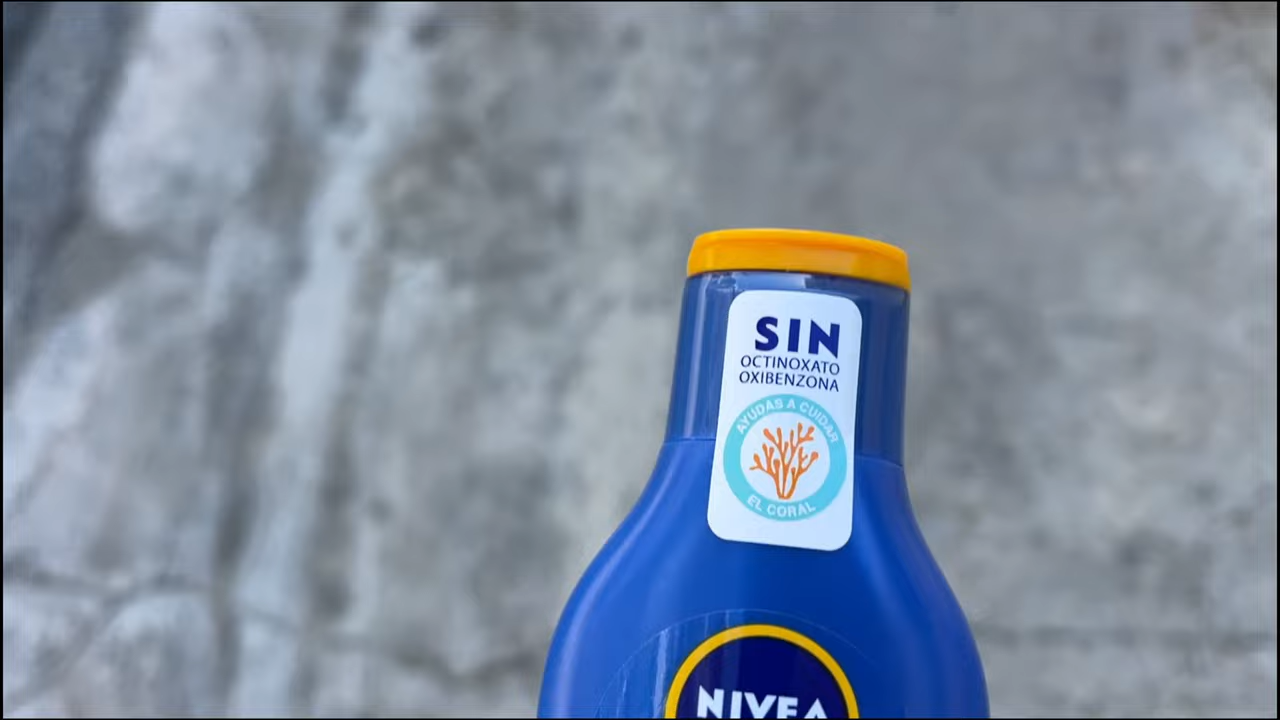 SIN
OCTINOXATO
OXIBENZONA
AYUDAS A CUIDAR
EL CORAL
NIVEA